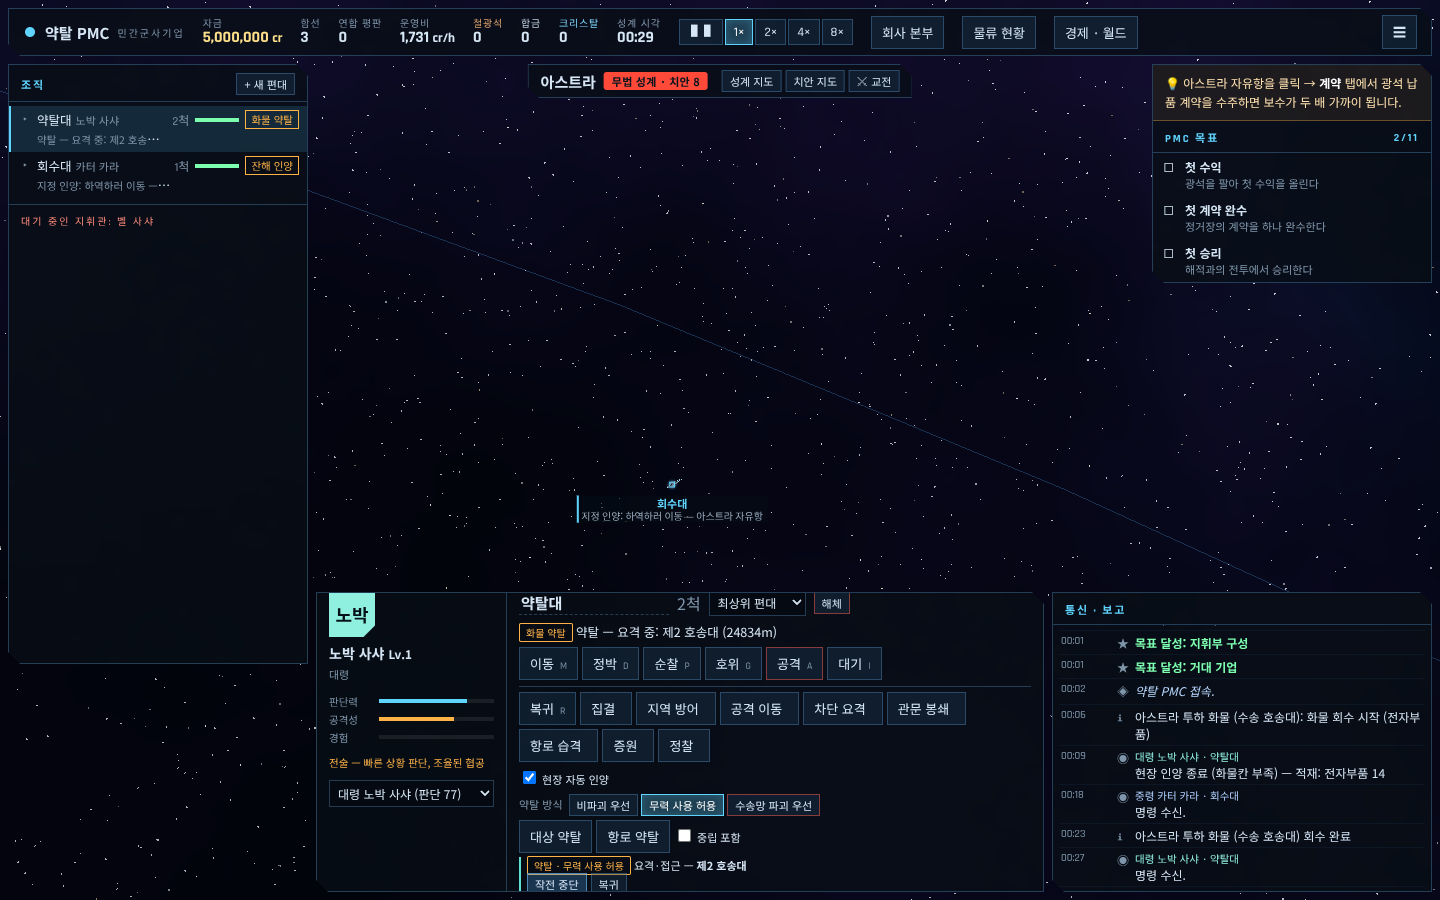 약탈 PMC 민간군사기업
자금 5,000,000 cr
함선 3
연합 평판 0
운영비 1,731 cr/h
철광석 0
합금 0
크리스탈 0
성계 시각 00:29
1× 2× 4× 8×
회사 본부 물류 현황 경제 · 월드
조직 + 새 편대
약탈대 노박 사샤 2척 화물 약탈
약탈 — 요격 중: 제2 호송⋯
회수대 카터 카라 1척 잔해 인양
지정 인양: 하역하러 이동 —⋯
대기 중인 지휘관: 벨 사샤
아스트라 무법 성계 · 치안 8 성계 지도 치안 지도 ⚔ 교전
💡 아스트라 자유항을 클릭 → 계약 탭에서 광석 납
품 계약을 수주하면 보수가 두 배 가까이 됩니다.
PMC 목표 2/11
첫 수익
광석을 팔아 첫 수익을 올린다
첫 계약 완수
정거장의 계약을 하나 완수한다
첫 승리
해적과의 전투에서 승리한다
회수대
지정 인양: 하역하러 이동 — 아스트라 자유항
노박
노박 사샤 Lv.1
대령
판단력
공격성
경험
전술 — 빠른 상황 판단, 조율된 협공
대령 노박 사샤 (판단 77)
약탈대 2척 최상위 편대 해체
화물 약탈 약탈 — 요격 중: 제2 호송대 (24834m)
이동 M 정박 D 순찰 P 호위 G 공격 A 대기 I
복귀 R 집결 지역 방어 공격 이동 차단 요격 관문 봉쇄
항로 습격 증원 정찰
현장 자동 인양
약탈 방식 비파괴 우선 무력 사용 허용 수송망 파괴 우선
대상 약탈 항로 약탈 중립 포함
약탈 · 무력 사용 허용 요격·접근 — 제2 호송대
작전 중단 복귀
통신 · 보고
00:01 ★ 목표 달성: 지휘부 구성
00:01 ★ 목표 달성: 거대 기업
00:02 ◈ 약탈 PMC 접속.
00:06 ℹ 아스트라 투하 화물 (수송 호송대): 화물 회수 시작 (전자부
품)
00:09 ◉ 대령 노박 사샤 · 약탈대
현장 인양 종료 (화물칸 부족) — 적재: 전자부품 14
00:18 ◉ 중령 카터 카라 · 회수대
명령 수신.
00:23 ℹ 아스트라 투하 화물 (수송 호송대) 회수 완료
00:27 ◉ 대령 노박 사샤 · 약탈대
명령 수신.